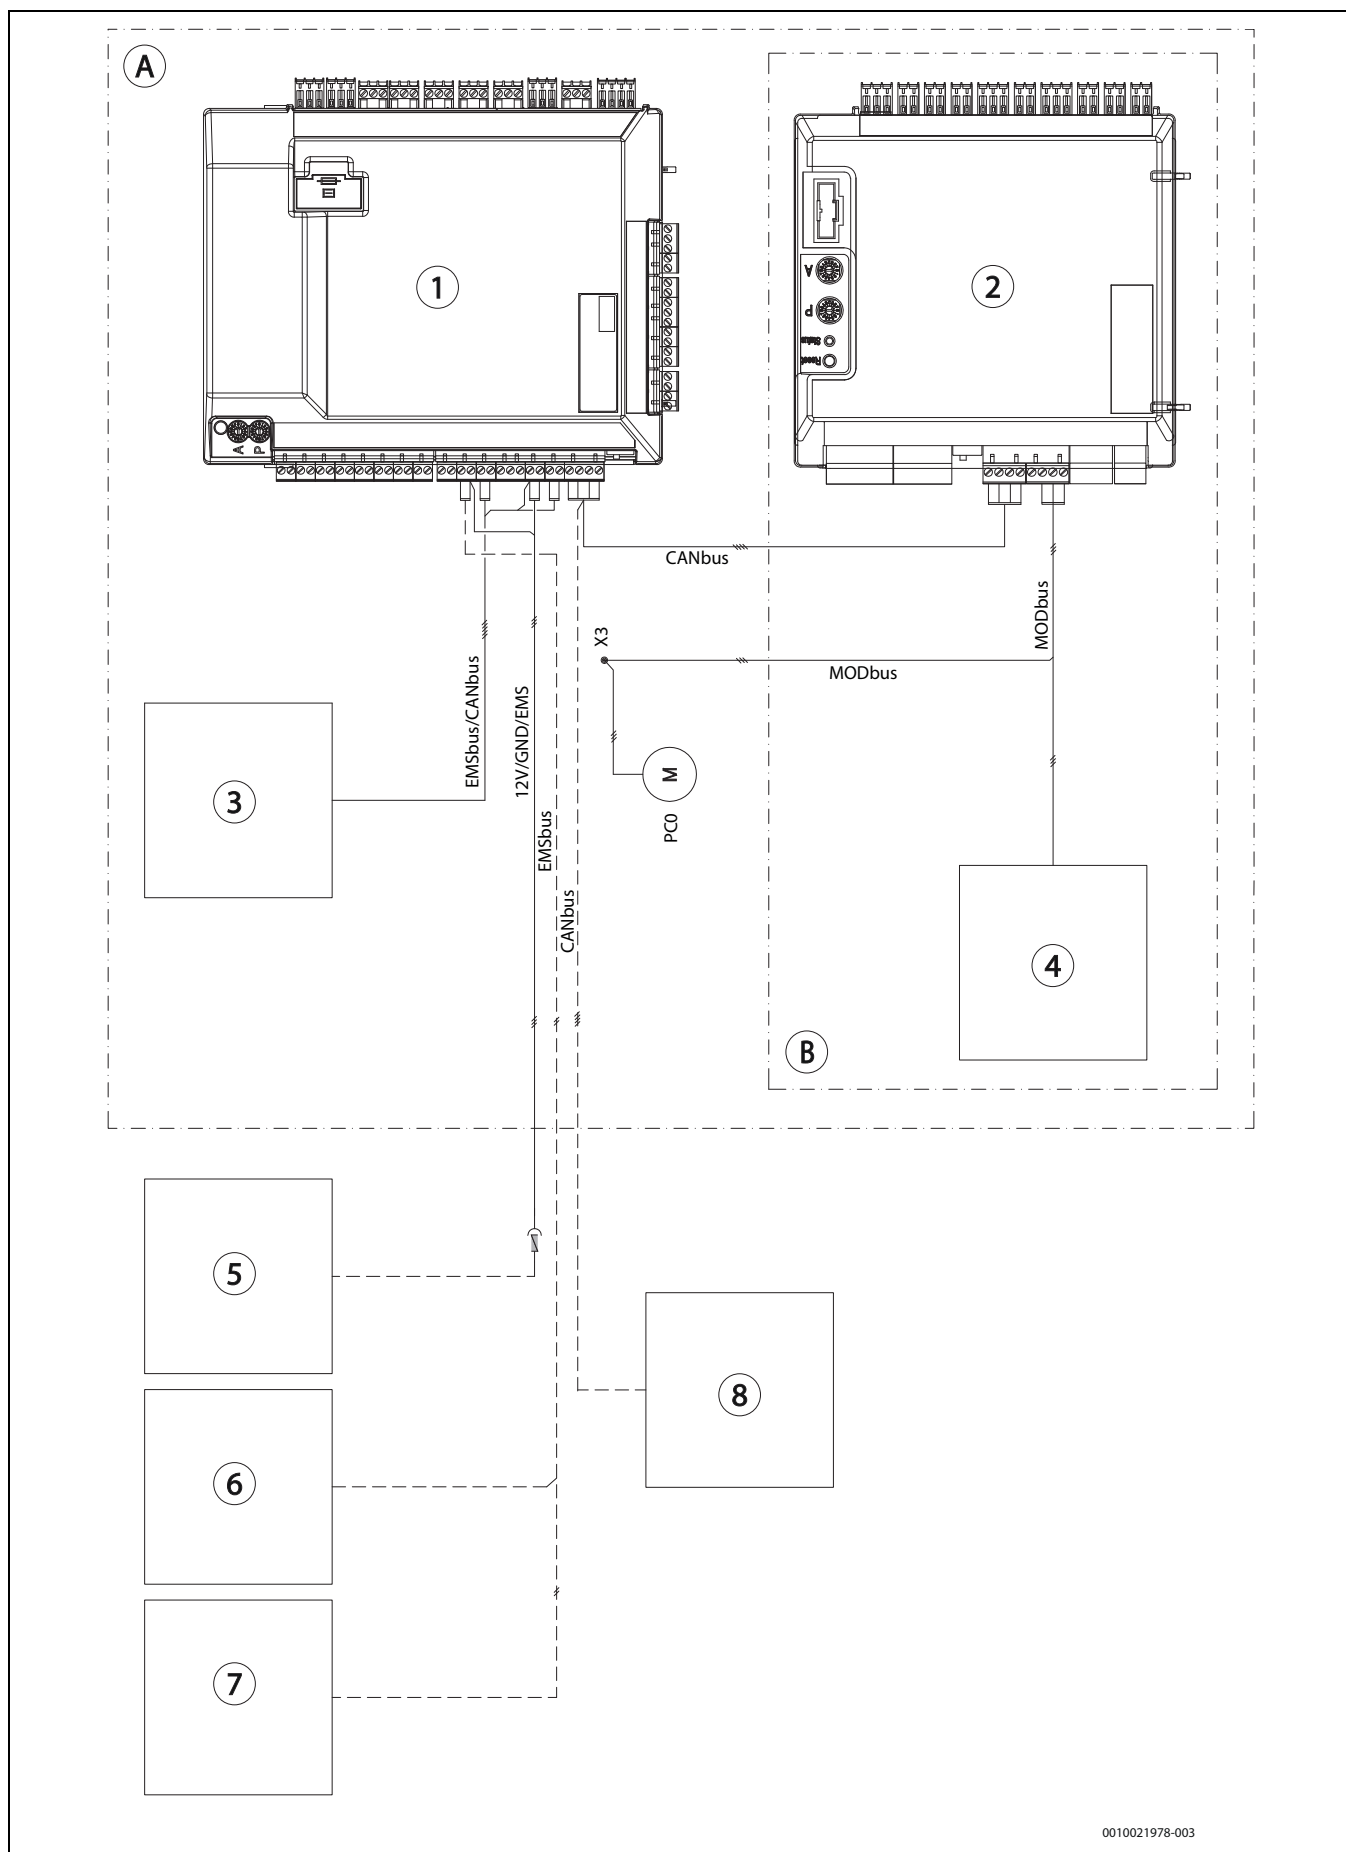 A
1
2
A
P
Status
Reset
A
P
CANbus
MODbus
X3
MODbus
EMSbus/CANbus
12V/GND/EMS
EMSbus
CANbus
M
PC0
3
4
B
5
6
7
8
0010021978-003